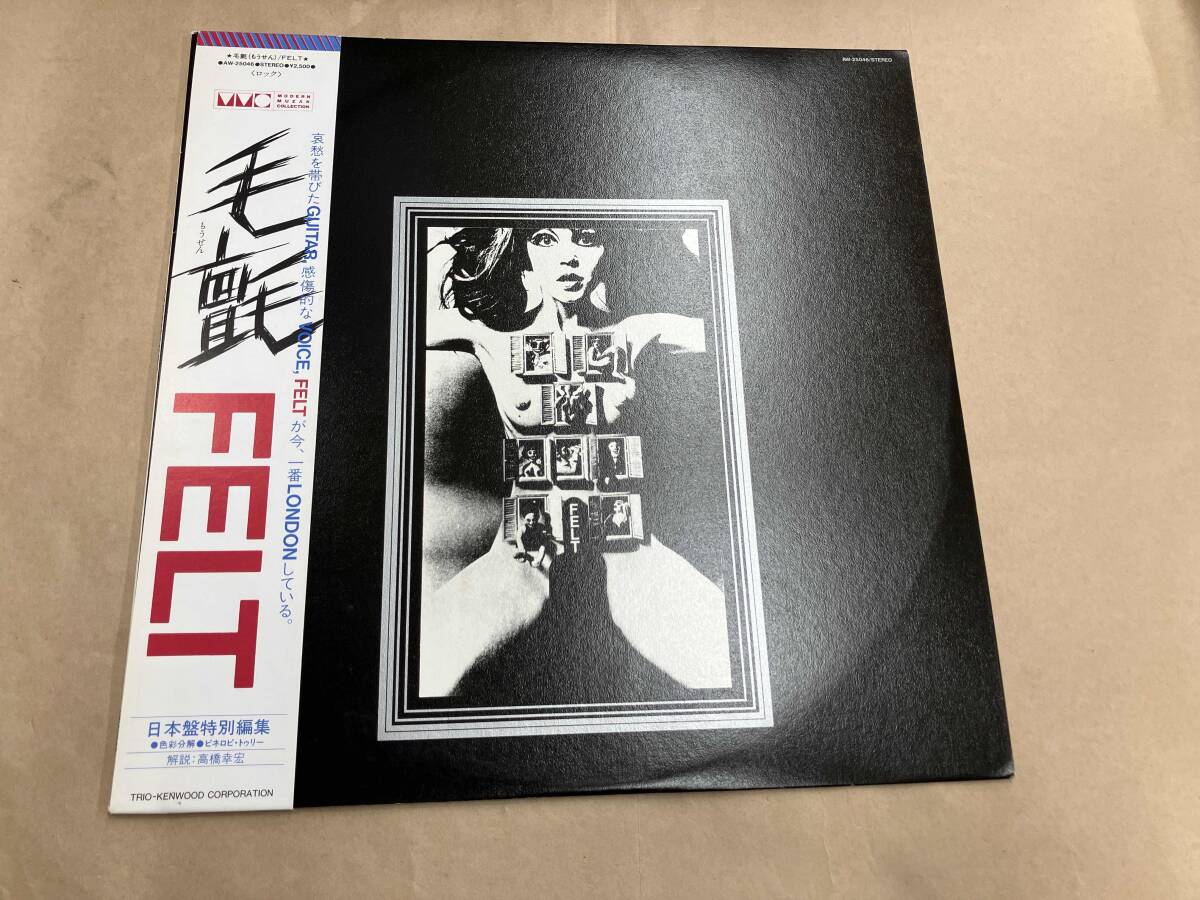 ★毛氈〔もうせん〕/FELT★
●AW-25046●STEREO●¥2,500●
〈ロック〉
MMC
MODERN
MUZAK
COLLECTION
毛氈
もうせん
哀愁を帯びたGUITAR,感傷的なVOICE,FELTが今、一番LONDONしている。
FELT
日本盤特別編集
●色彩分解●ピネロピ・トゥリー
解説:高橋幸宏
TRIO-KENWOOD CORPORATION
AW-25046/STEREO
FELT